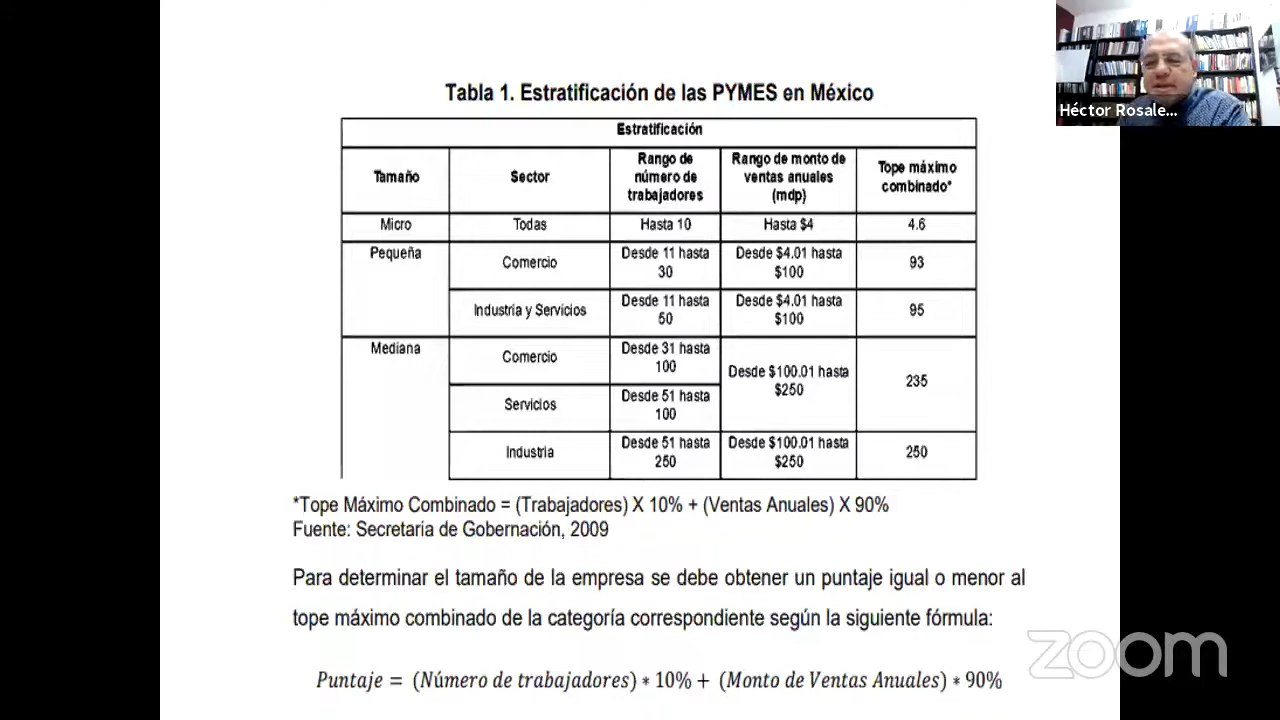 Héctor Rosale...
Tabla 1. Estratificación de las PYMES en México
Estratificación
Tamaño
Sector
Rango de
número de
trabajadores
Rango de monto de
ventas anuales
(mdp)
Tope máximo
combinado*
Micro
Todas
Hasta 10
Hasta $4
4.6
Pequeña
Comercio
Desde 11 hasta
30
Desde $4.01 hasta
$100
93
Industria y Servicios
Desde 11 hasta
50
Desde $4.01 hasta
$100
95
Mediana
Comercio
Desde 31 hasta
100
Desde $100.01 hasta
$250
235
Servicios
Desde 51 hasta
100
Industria
Desde 51 hasta
250
Desde $100.01 hasta
$250
250
*Tope Máximo Combinado = (Trabajadores) X 10% + (Ventas Anuales) X 90%
Fuente: Secretaria de Gobernación, 2009
Para determinar el tamaño de la empresa se debe obtener un puntaje igual o menor al
tope máximo combinado de la categoría correspondiente según la siguiente fórmula:
Puntaje = (Número de trabajadores) * 10% + (Monto de Ventas Anuales) * 90%
zoom